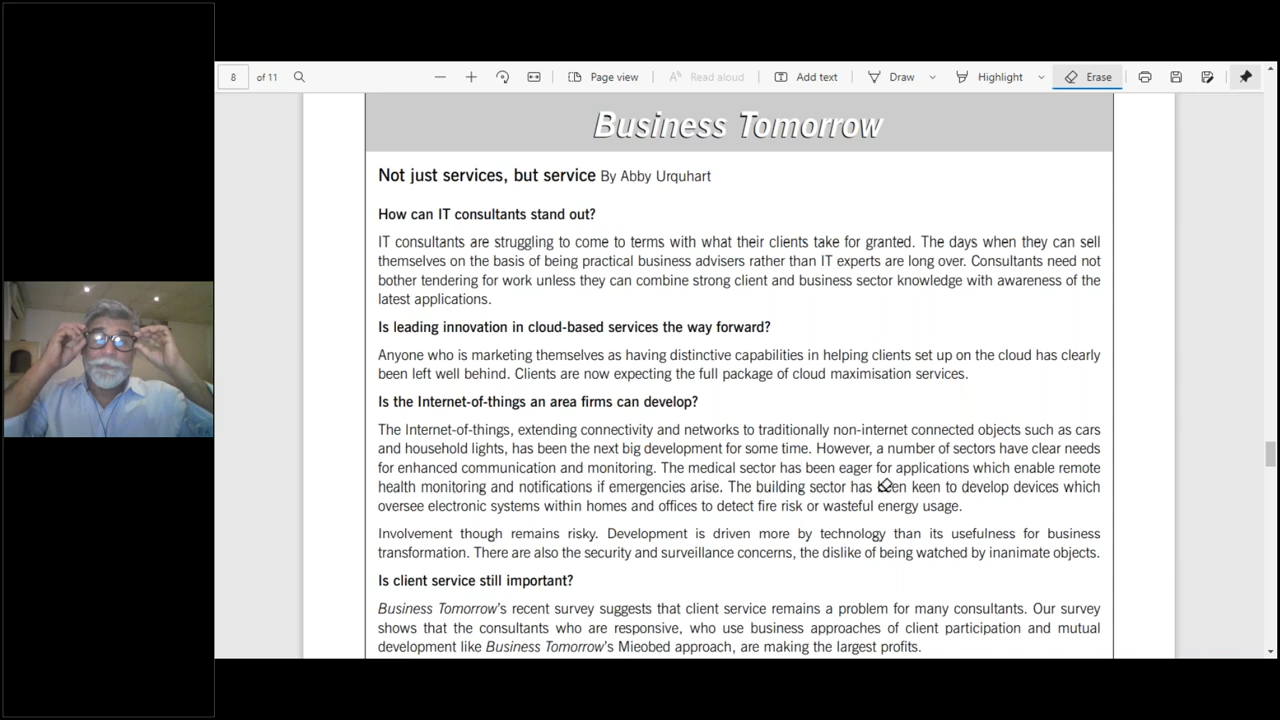 8 of 11 Page view Read aloud Add text Draw Highlight Erase
Business Tomorrow
Not just services, but service By Abby Urquhart
How can IT consultants stand out?
IT consultants are struggling to come to terms with what their clients take for granted. The days when they can sell
themselves on the basis of being practical business advisers rather than IT experts are long over. Consultants need not
bother tendering for work unless they can combine strong client and business sector knowledge with awareness of the
latest applications.
Is leading innovation in cloud-based services the way forward?
Anyone who is marketing themselves as having distinctive capabilities in helping clients set up on the cloud has clearly
been left well behind. Clients are now expecting the full package of cloud maximisation services.
Is the Internet-of-things an area firms can develop?
The Internet-of-things, extending connectivity and networks to traditionally non-internet connected objects such as cars
and household lights, has been the next big development for some time. However, a number of sectors have clear needs
for enhanced communication and monitoring. The medical sector has been eager for applications which enable remote
health monitoring and notifications if emergencies arise. The building sector has been keen to develop devices which
oversee electronic systems within homes and offices to detect fire risk or wasteful energy usage.
Involvement though remains risky. Development is driven more by technology than its usefulness for business
transformation. There are also the security and surveillance concerns, the dislike of being watched by inanimate objects.
Is client service still important?
Business Tomorrow's recent survey suggests that client service remains a problem for many consultants. Our survey
shows that the consultants who are responsive, who use business approaches of client participation and mutual
development like Business Tomorrow's Mieobed approach, are making the largest profits.